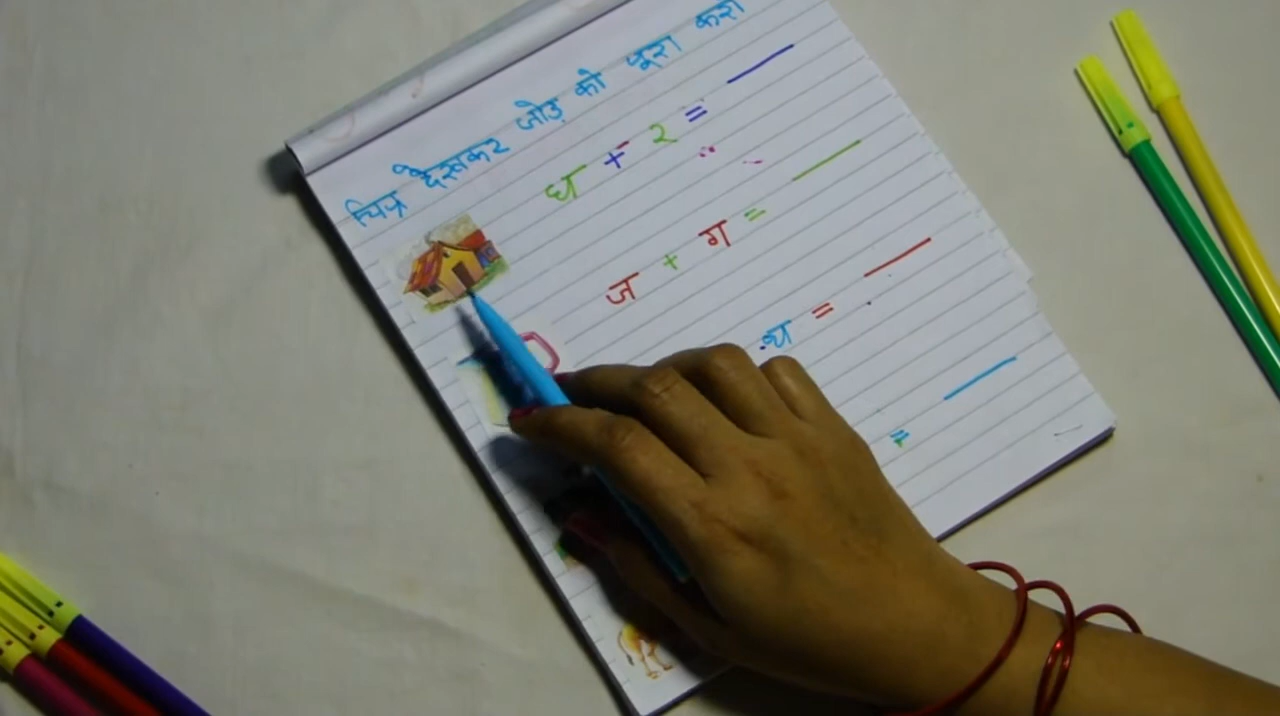 चित्र देखकर जोड़ को पूरा करा
घ + र =
ज + ग =
थ =
=